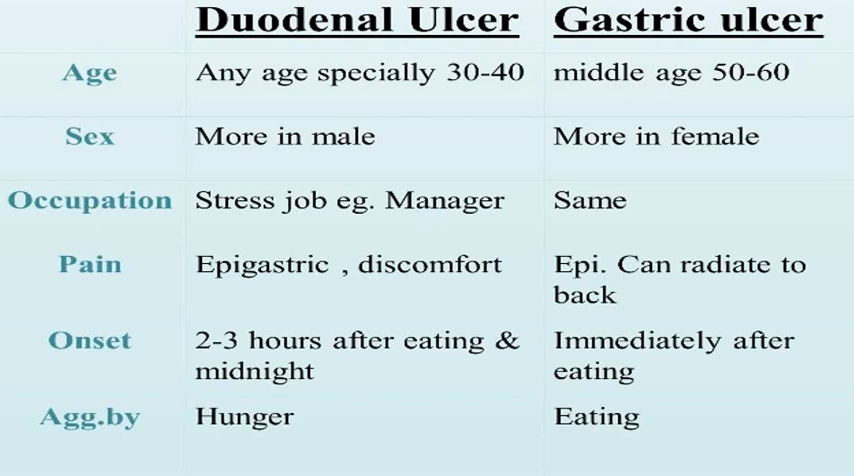 Duodenal Ulcer Gastric ulcer
Age Any age specially 30-40 middle age 50-60
Sex More in male More in female
Occupation Stress job eg. Manager Same
Pain Epigastric , discomfort Epi. Can radiate to
back
Onset 2-3 hours after eating & Immediately after
midnight eating
Agg.by Hunger Eating